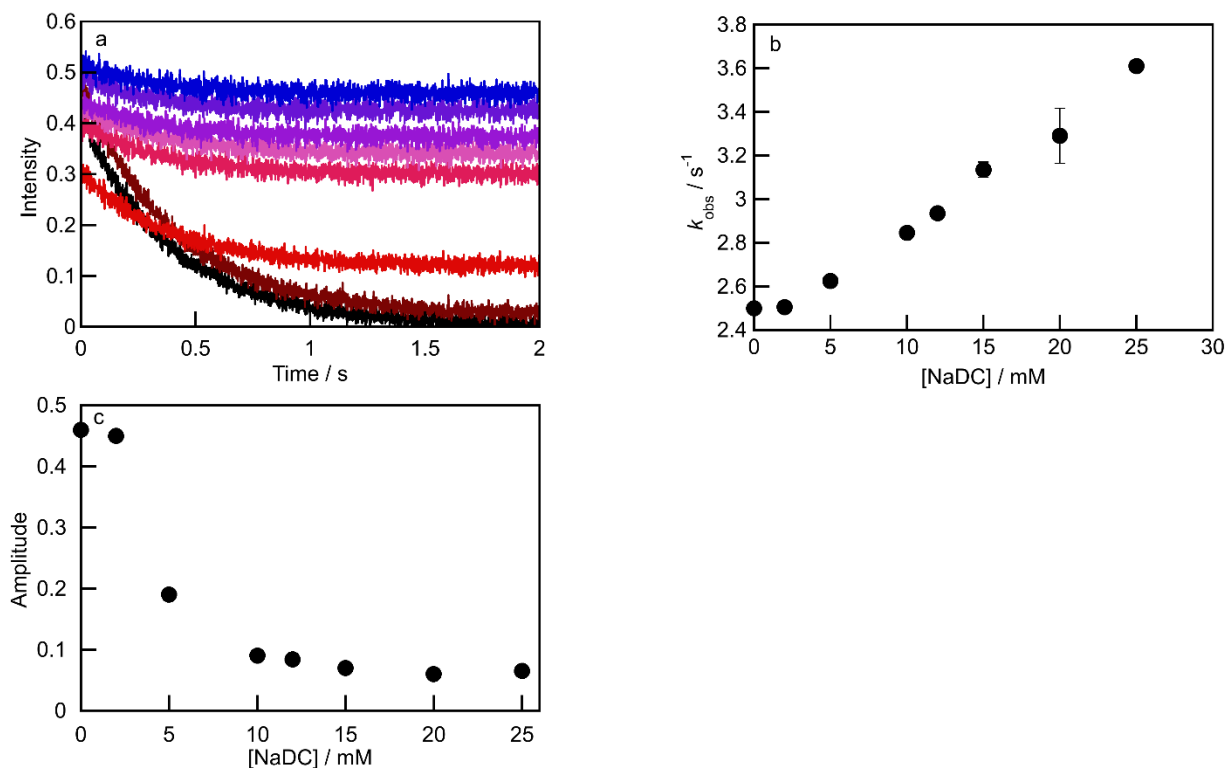 a
0.6
0.5
0.4
0.3
0.2
0.1
0
Intensity
0 0.5 1 1.5 2
Time / s
b
3.8
3.6
3.4
3.2
3.0
2.8
2.6
2.4
k_obs / s⁻¹
0 5 10 15 20 25 30
[NaDC] / mM
c
0.5
0.4
0.3
0.2
0.1
0
Amplitude
0 5 10 15 20 25
[NaDC] / mM